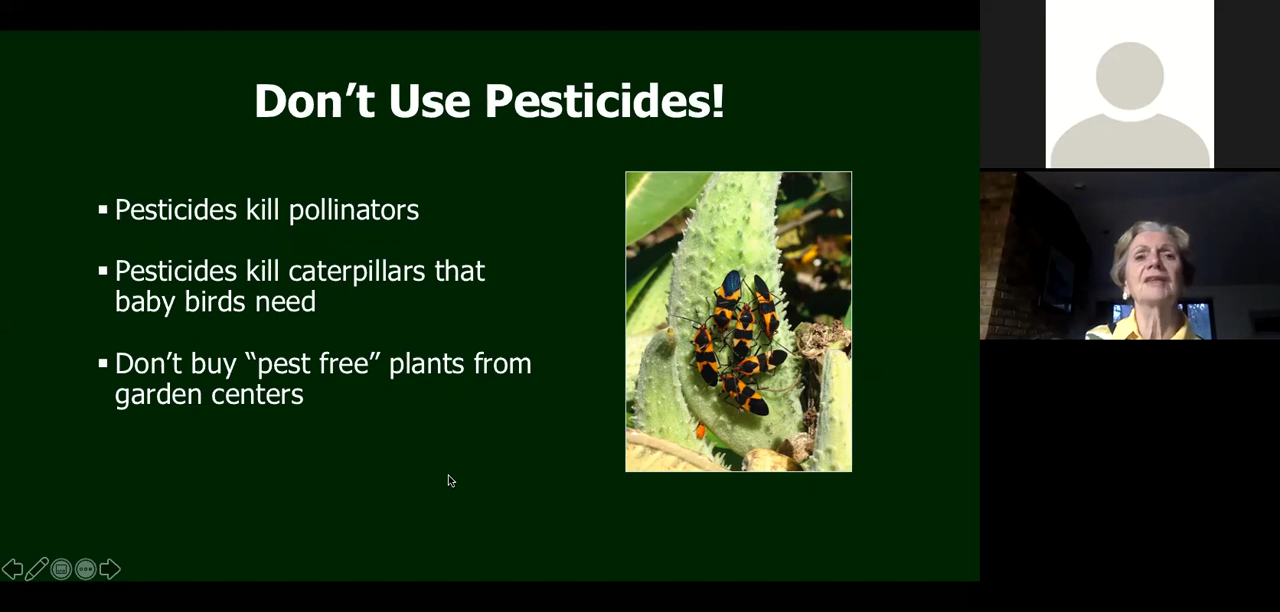 Don’t Use Pesticides!
▪ Pesticides kill pollinators
▪ Pesticides kill caterpillars that
baby birds need
▪ Don’t buy “pest free” plants from
garden centers